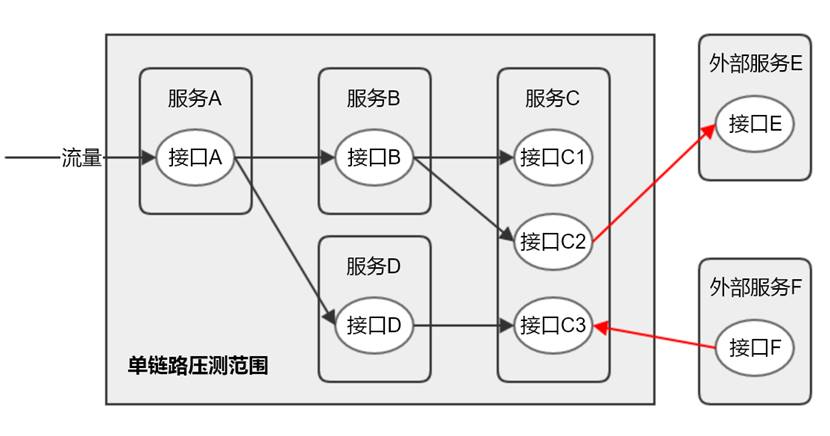 流量
服务A
接口A
服务B
接口B
服务C
接口C1
接口C2
接口C3
服务D
接口D
单链路压测范围
外部服务E
接口E
外部服务F
接口F